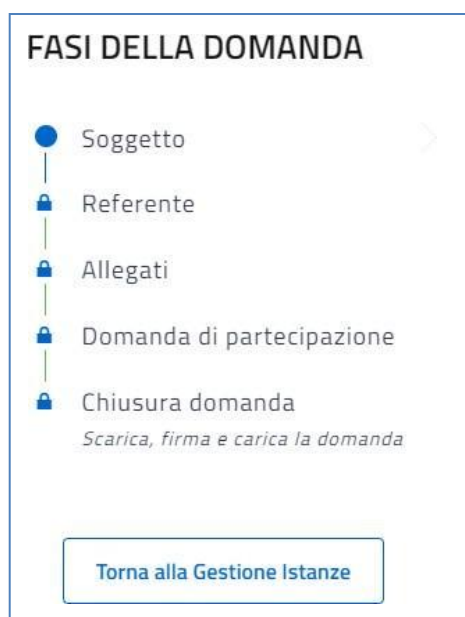 FASI DELLA DOMANDA
Soggetto
Referente
Allegati
Domanda di partecipazione
Chiusura domanda
Scarica, firma e carica la domanda
Torna alla Gestione Istanze